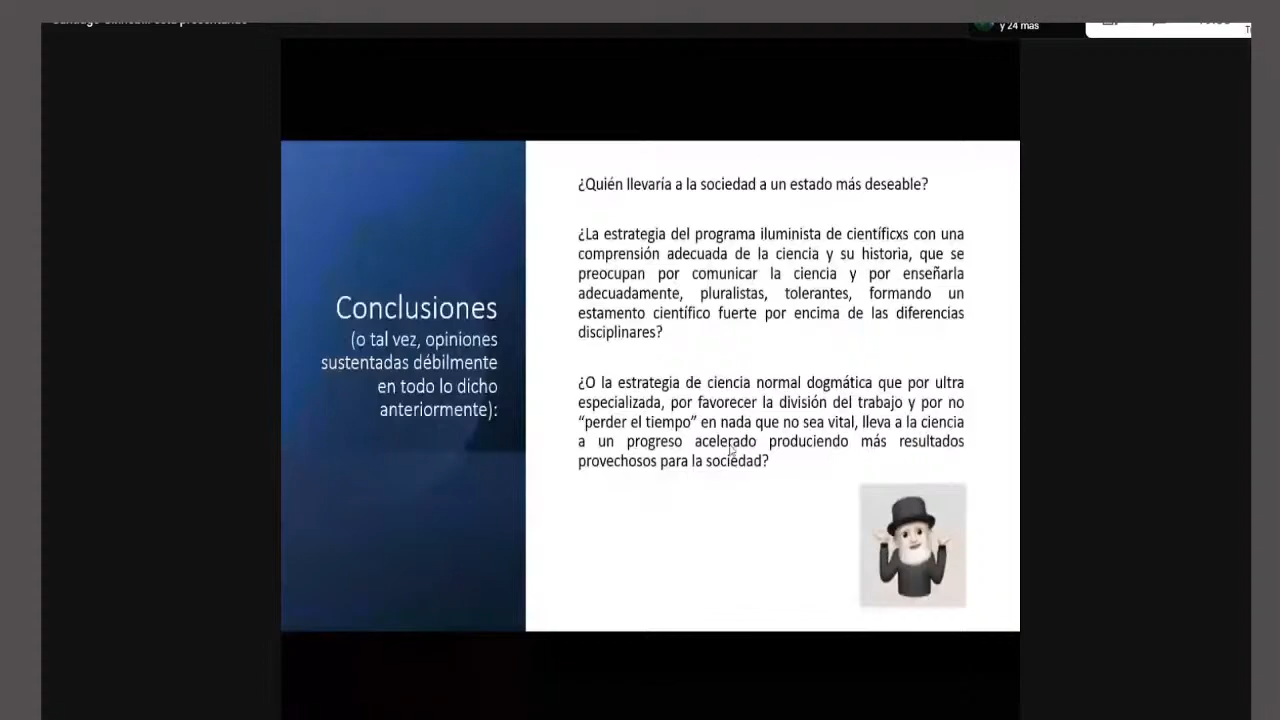 y 24 más
Conclusiones
(o tal vez, opiniones
sustentadas débilmente
en todo lo dicho
anteriormente):
¿Quién llevaría a la sociedad a un estado más deseable?
¿La estrategia del programa iluminista de científicxs con una
comprensión adecuada de la ciencia y su historia, que se
preocupan por comunicar la ciencia y por enseñarla
adecuadamente, pluralistas, tolerantes, formando un
estamento científico fuerte por encima de las diferencias
disciplinares?
¿O la estrategia de ciencia normal dogmática que por ultra
especializada, por favorecer la división del trabajo y por no
“perder el tiempo” en nada que no sea vital, lleva a la ciencia
a un progreso acelerado produciendo más resultados
provechosos para la sociedad?